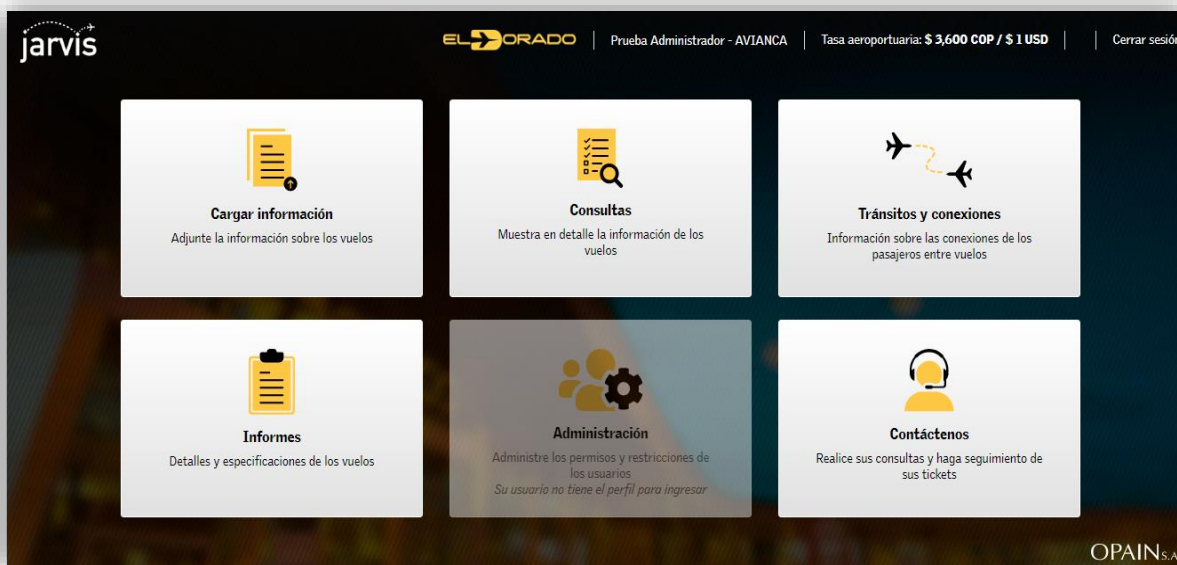 jarvis
EL DORADO
Prueba Administrador - AVIANCA
Tasa aeroportuaria: $ 3,600 COP / $ 1 USD
Cerrar sesión
Cargar información
Adjunte la información sobre los vuelos
Consultas
Muestra en detalle la información de los
vuelos
Tránsitos y conexiones
Información sobre las conexiones de los
pasajeros entre vuelos
Informes
Detalles y especificaciones de los vuelos
Administración
Administre los permisos y restricciones de
los usuarios
Su usuario no tiene el perfil para ingresar
Contáctenos
Realice sus consultas y haga seguimiento de
sus tickets
OPAIN S.A